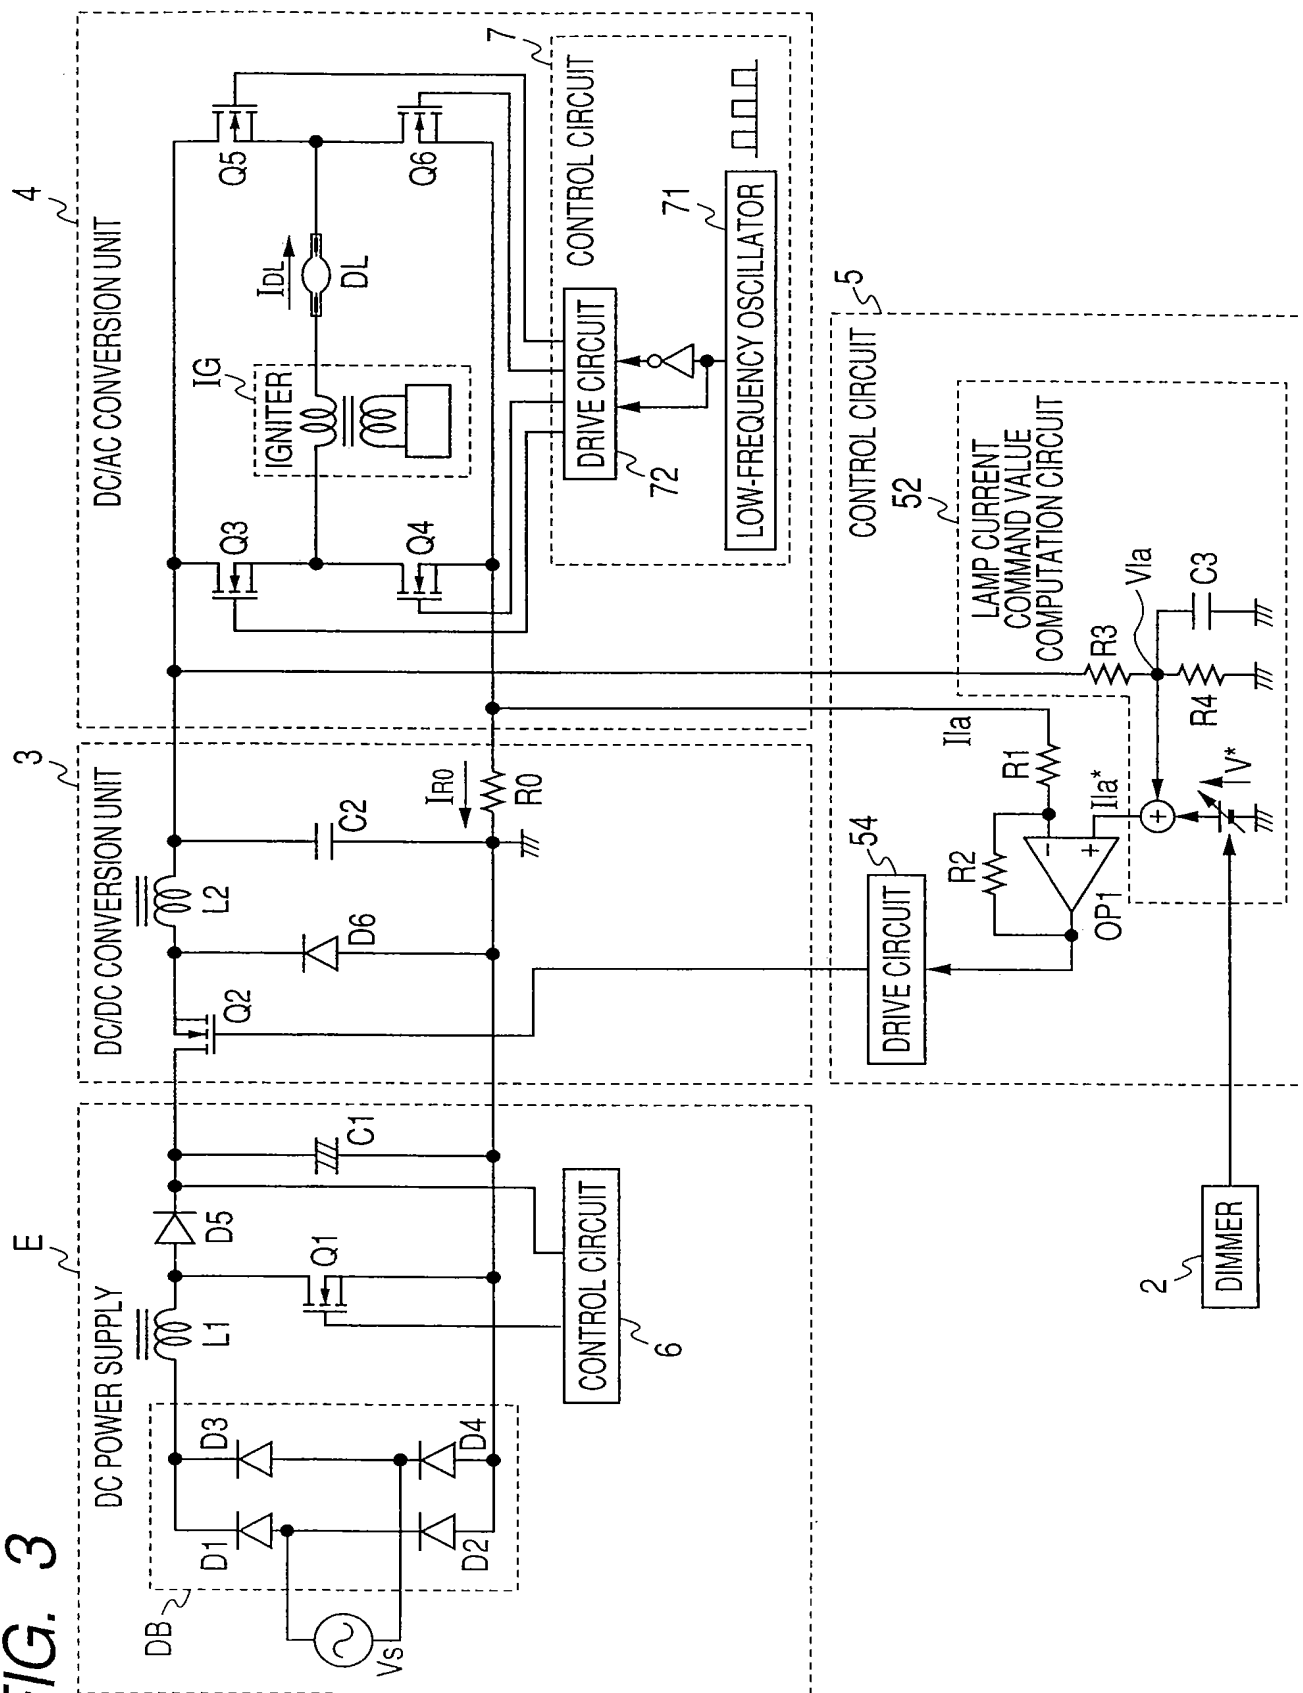 FIG. 3
E
DC POWER SUPPLY
DB
D1
D3
D2
D4
Vs
L1
D5
Q1
C1
CONTROL CIRCUIT
6
3
DC/DC CONVERSION UNIT
Q2
L2
D6
C2
IR0
R0
4
DC/AC CONVERSION UNIT
Q3
Q4
IG
IGNITER
IDL
DL
Q5
Q6
7
CONTROL CIRCUIT
DRIVE CIRCUIT
72
71
LOW-FREQUENCY OSCILLATOR
5
CONTROL CIRCUIT
52
LAMP CURRENT
COMMAND VALUE
COMPUTATION CIRCUIT
VIa
R3
C3
R4
IIa
R1
IIa*
V*
R2
-
+
OP1
+
54
DRIVE CIRCUIT
2
DIMMER